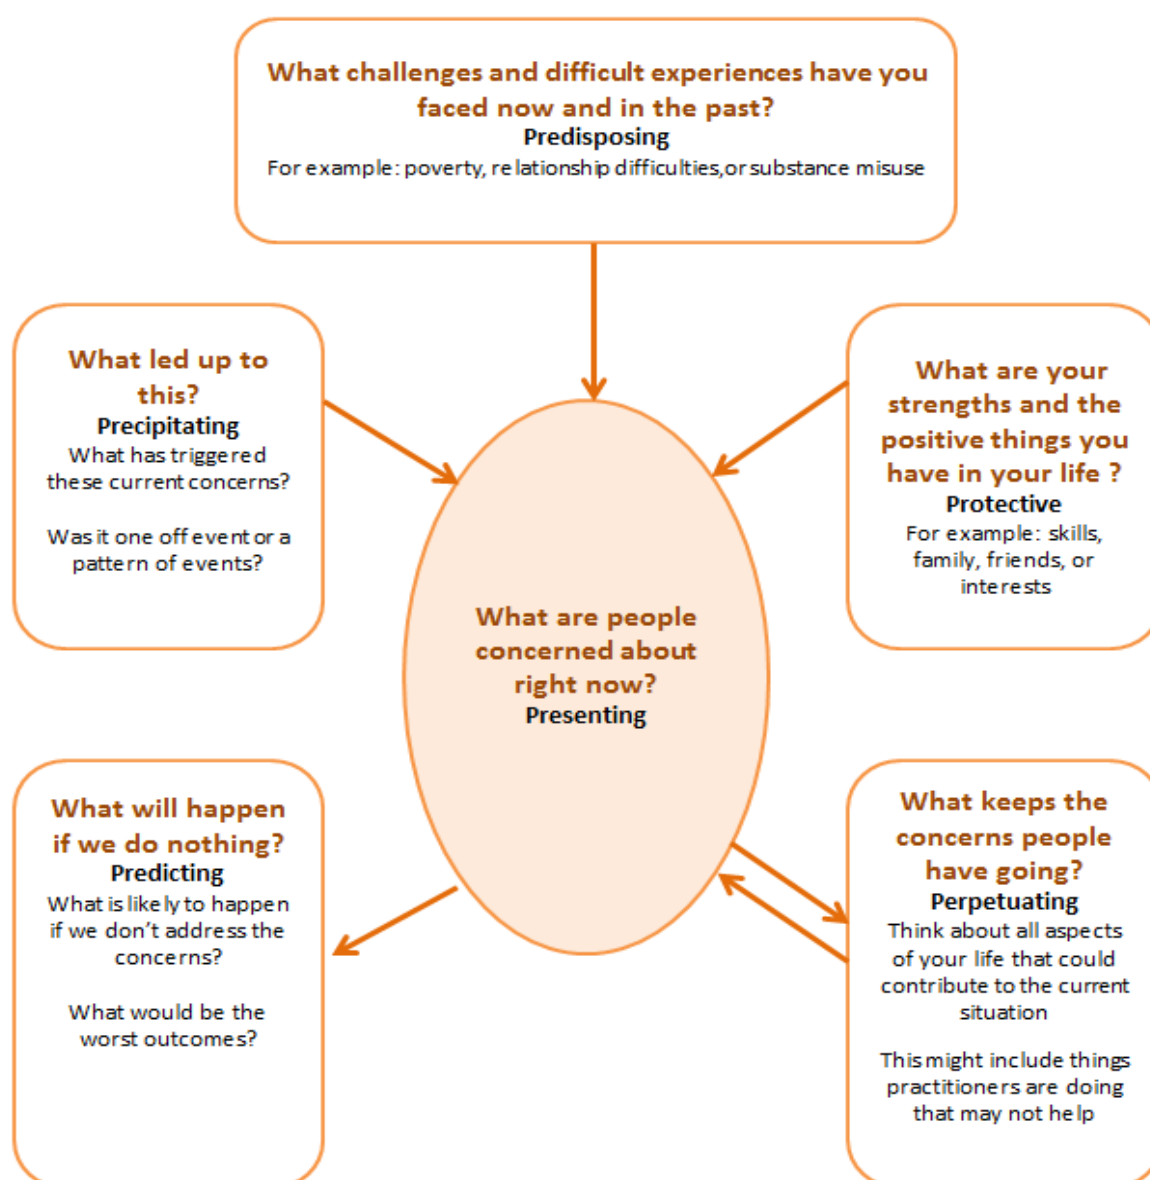 What challenges and difficult experiences have you
faced now and in the past?
Predisposing
For example: poverty, relationship difficulties,or substance misuse
What led up to
this?
Precipitating
What has triggered
these current concerns?
Was it one off event or a
pattern of events?
What are your
strengths and the
positive things you
have in your life ?
Protective
For example: skills,
family, friends, or
interests
What are people
concerned about
right now?
Presenting
What will happen
if we do nothing?
Predicting
What is likely to happen
if we don't address the
concerns?
What would be the
worst outcomes?
What keeps the
concerns people
have going?
Perpetuating
Think about all aspects
of your life that could
contribute to the current
situation
This might include things
practitioners are doing
that may not help